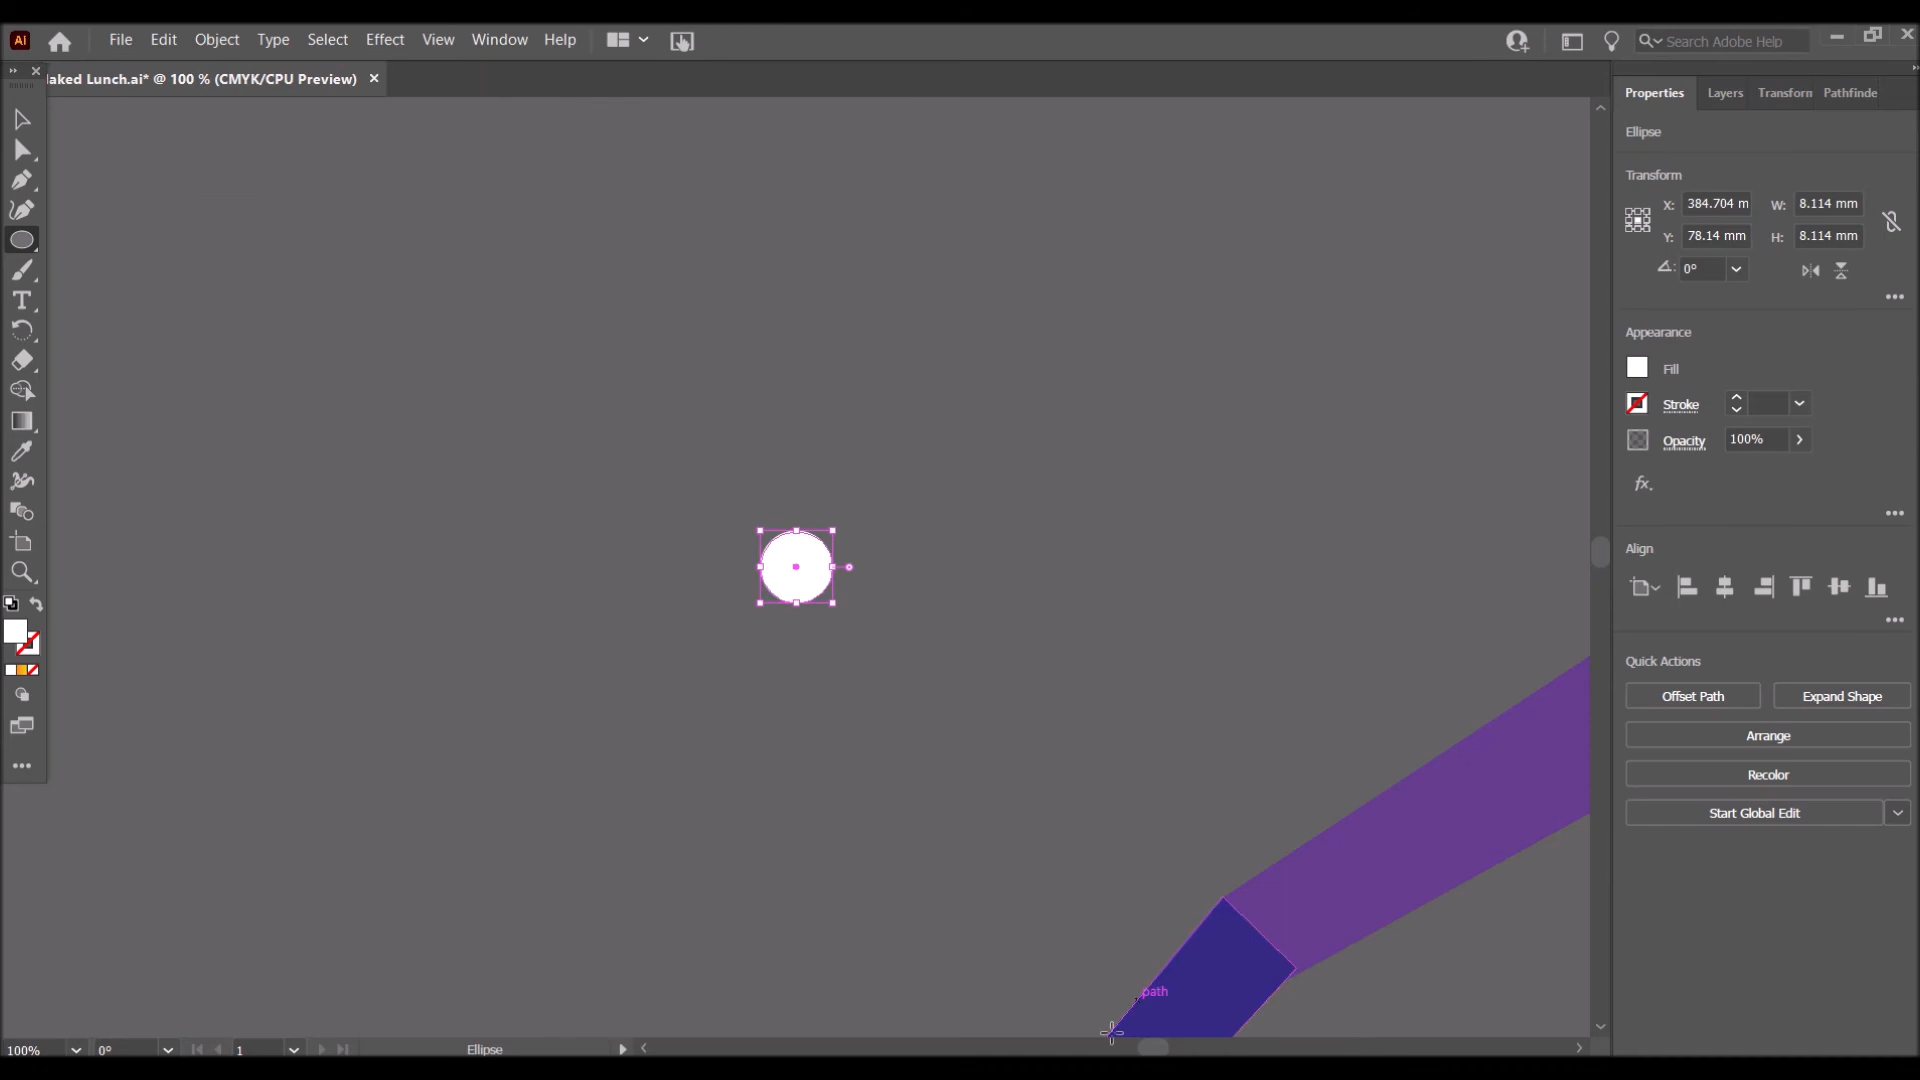 Ai File Edit Object Type Select Effect View Window Help Search Adobe Help
laked Lunch.ai* @ 100 % (CMYK/CPU Preview)
Properties Layers Transform Pathfinde
Ellipse
Transform
X: 384.704 m W: 8.114 mm
Y: 78.14 mm H: 8.114 mm
0°
Appearance
Fill
Stroke
Opacity 100%
fx.
Align
Quick Actions
Offset Path Expand Shape
Arrange
Recolor
Start Global Edit
path
100% 0° 1 Ellipse